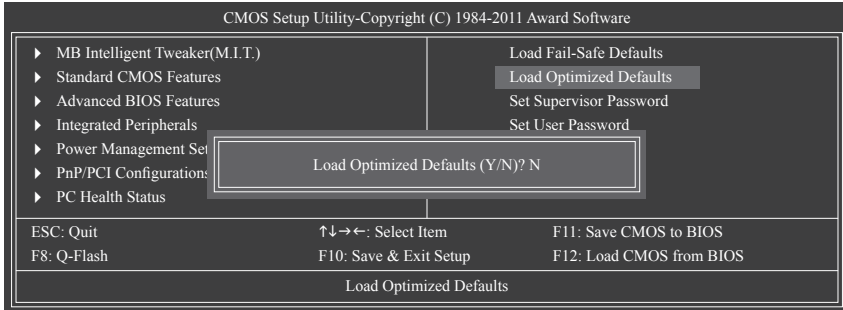 CMOS Setup Utility-Copyright (C) 1984-2011 Award Software
MB Intelligent Tweaker(M.I.T.)
Standard CMOS Features
Advanced BIOS Features
Integrated Peripherals
Power Management Set
PnP/PCI Configurations
PC Health Status
Load Fail-Safe Defaults
Load Optimized Defaults
Set Supervisor Password
Set User Password
Load Optimized Defaults (Y/N)? N
ESC: Quit ↑↓→←: Select Item F11: Save CMOS to BIOS
F8: Q-Flash F10: Save & Exit Setup F12: Load CMOS from BIOS
Load Optimized Defaults